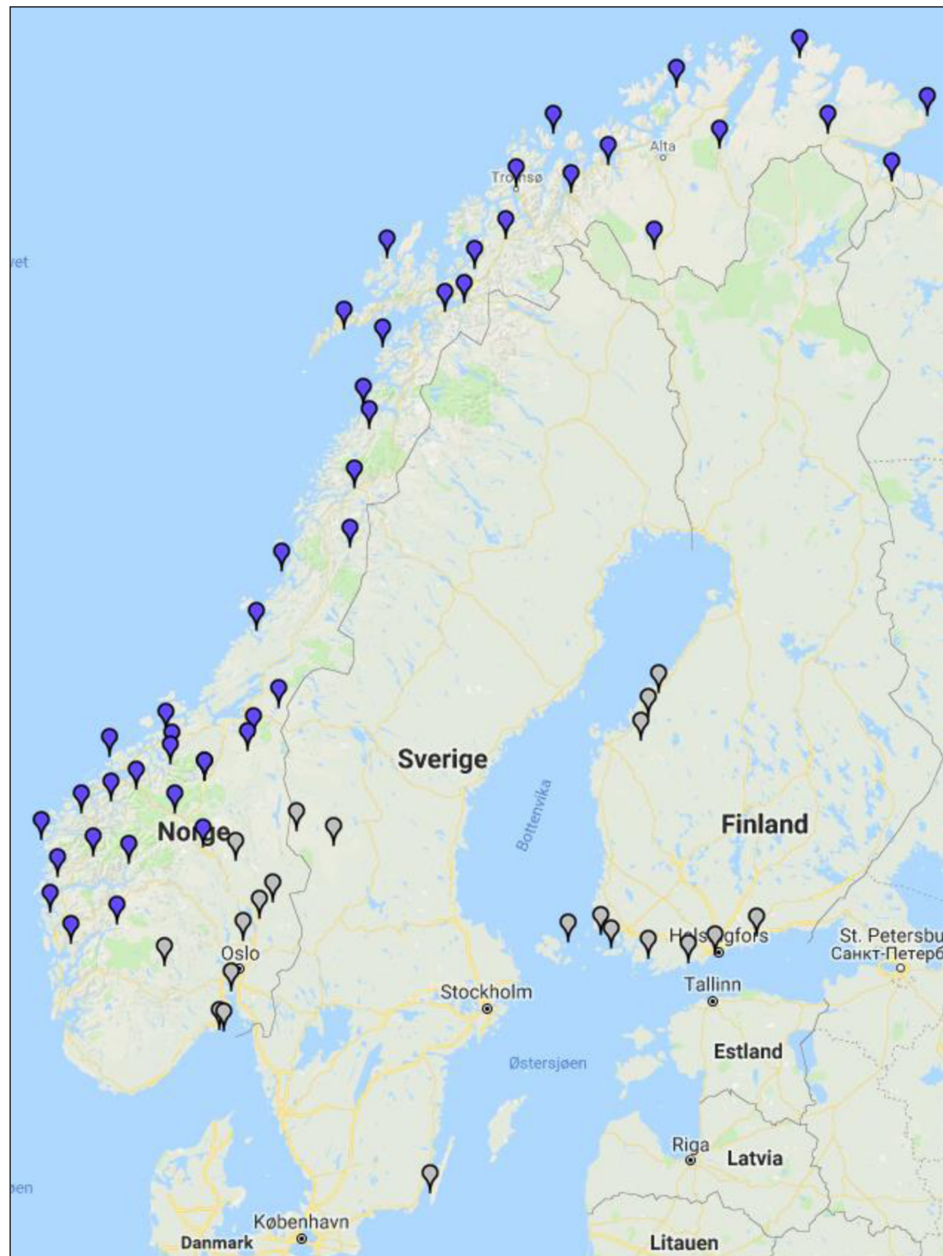 Alta
Tromsø
vet
Sverige
Norge
Bottenvika
Finland
Helsingfors
Oslo
St. Petersbu
Санкт-Петерб
Stockholm
Tallinn
Østersjøen
Estland
Riga
Latvia
øen
København
Danmark
Litauen